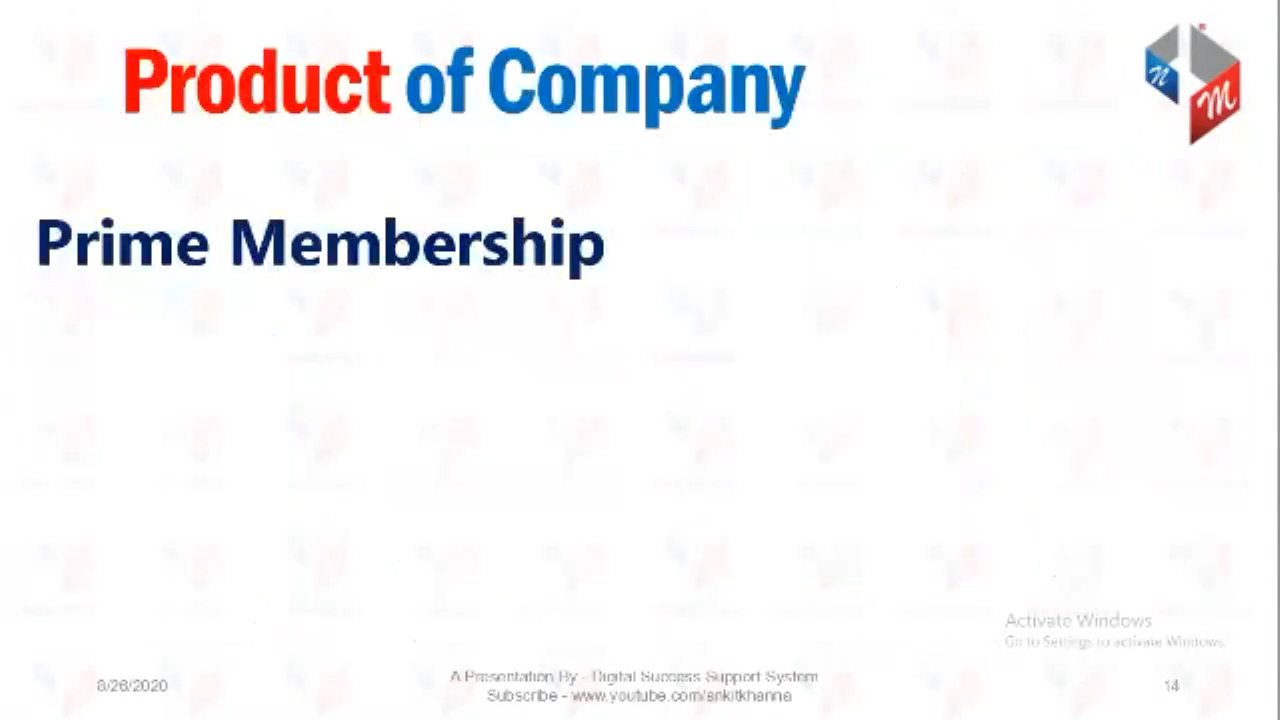 Product of Company
n
M
Prime Membership
Activate Windows
Go to Settings to activate Windows.
8/26/2020
A Presentation By - Digital Success Support System
Subscribe - www.youtube.com/ankitkhanna
14